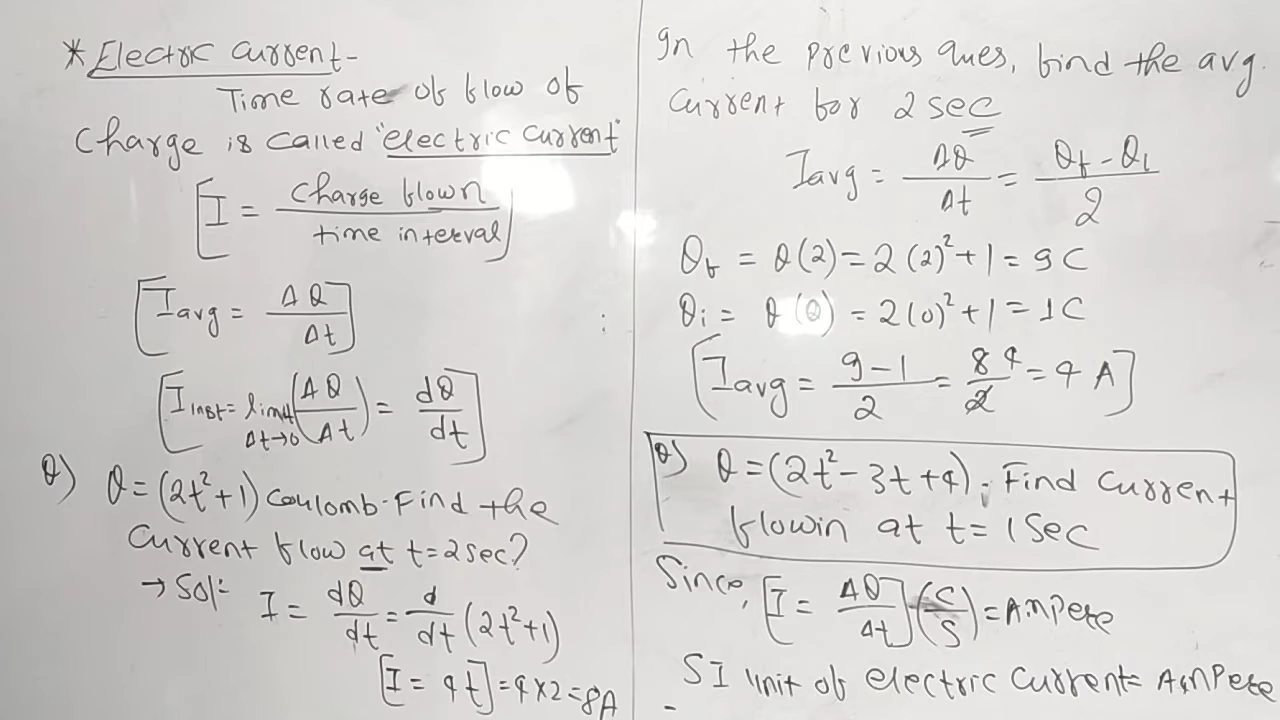 * Electric Current-
Time rate of flow of
Charge is Called "electric Current"
[I = Charge flown / time interval]
[Iavg = ΔQ / Δt]
[Iinst = limit Δt→0 (ΔQ / Δt) = dQ / dt]
Q) Q = (2t²+1) Coulomb. Find the
Current flow at t=2sec?
→ Sol:- I = dQ/dt = d/dt (2t²+1)
[I = 4t] = 4×2 = 8A
In the previous Ques, find the avg.
Current for 2 sec
Iavg = ΔQ / Δt = Qf - Qi / 2
Qf = Q(2) = 2(2)²+1 = 9C
Qi = Q(0) = 2(0)²+1 = 1C
[Iavg = 9-1 / 2 = 8 4 / 2 = 4 A]
Q) Q = (2t²-3t+4); Find Current
flowin at t= 1Sec
Since, [I = ΔQ / Δt] (C / S) = Ampere
SI Unit of electric Current = Ampere